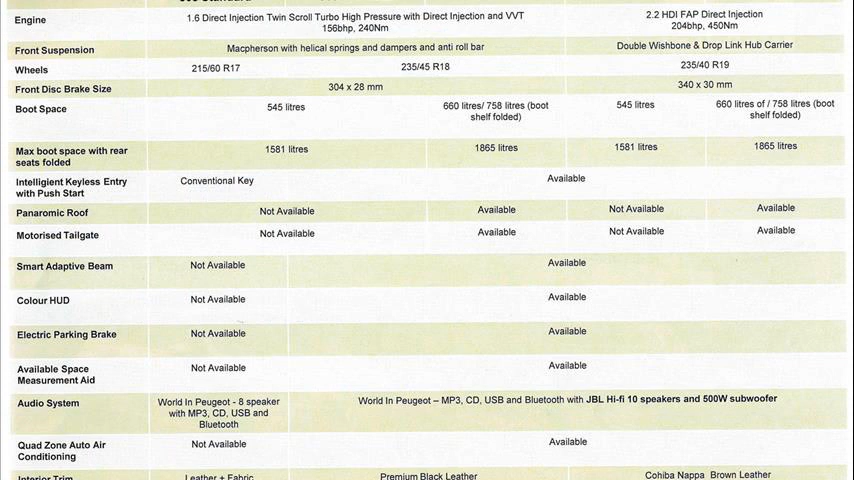 Engine
1.6 Direct Injection Twin Scroll Turbo High Pressure with Direct Injection and VVT
156bhp, 240Nm
2.2 HDI FAP Direct Injection
204bhp, 450Nm
Front Suspension
Macpherson with helical springs and dampers and anti roll bar
Double Wishbone & Drop Link Hub Carrier
Wheels
215/60 R17
235/45 R18
235/40 R19
Front Disc Brake Size
304 x 28 mm
340 x 30 mm
Boot Space
545 litres
660 litres/ 758 litres (boot
shelf folded)
545 litres
660 litres of / 758 litres (boot
shelf folded)
Max boot space with rear
seats folded
1581 litres
1865 litres
1581 litres
1865 litres
Intelligient Keyless Entry
with Push Start
Conventional Key
Available
Panaromic Roof
Not Available
Available
Not Available
Available
Motorised Tailgate
Not Available
Available
Not Available
Available
Smart Adaptive Beam
Not Available
Available
Colour HUD
Not Available
Available
Electric Parking Brake
Not Available
Available
Available Space
Measurement Aid
Not Available
Available
Audio System
World In Peugeot - 8 speaker
with MP3, CD, USB and
Bluetooth
World In Peugeot – MP3, CD, USB and Bluetooth with JBL Hi-fi 10 speakers and 500W subwoofer
Quad Zone Auto Air
Conditioning
Not Available
Available
Interior Trim
Leather + Fabric
Premium Black Leather
Cohiba Nappa Brown Leather